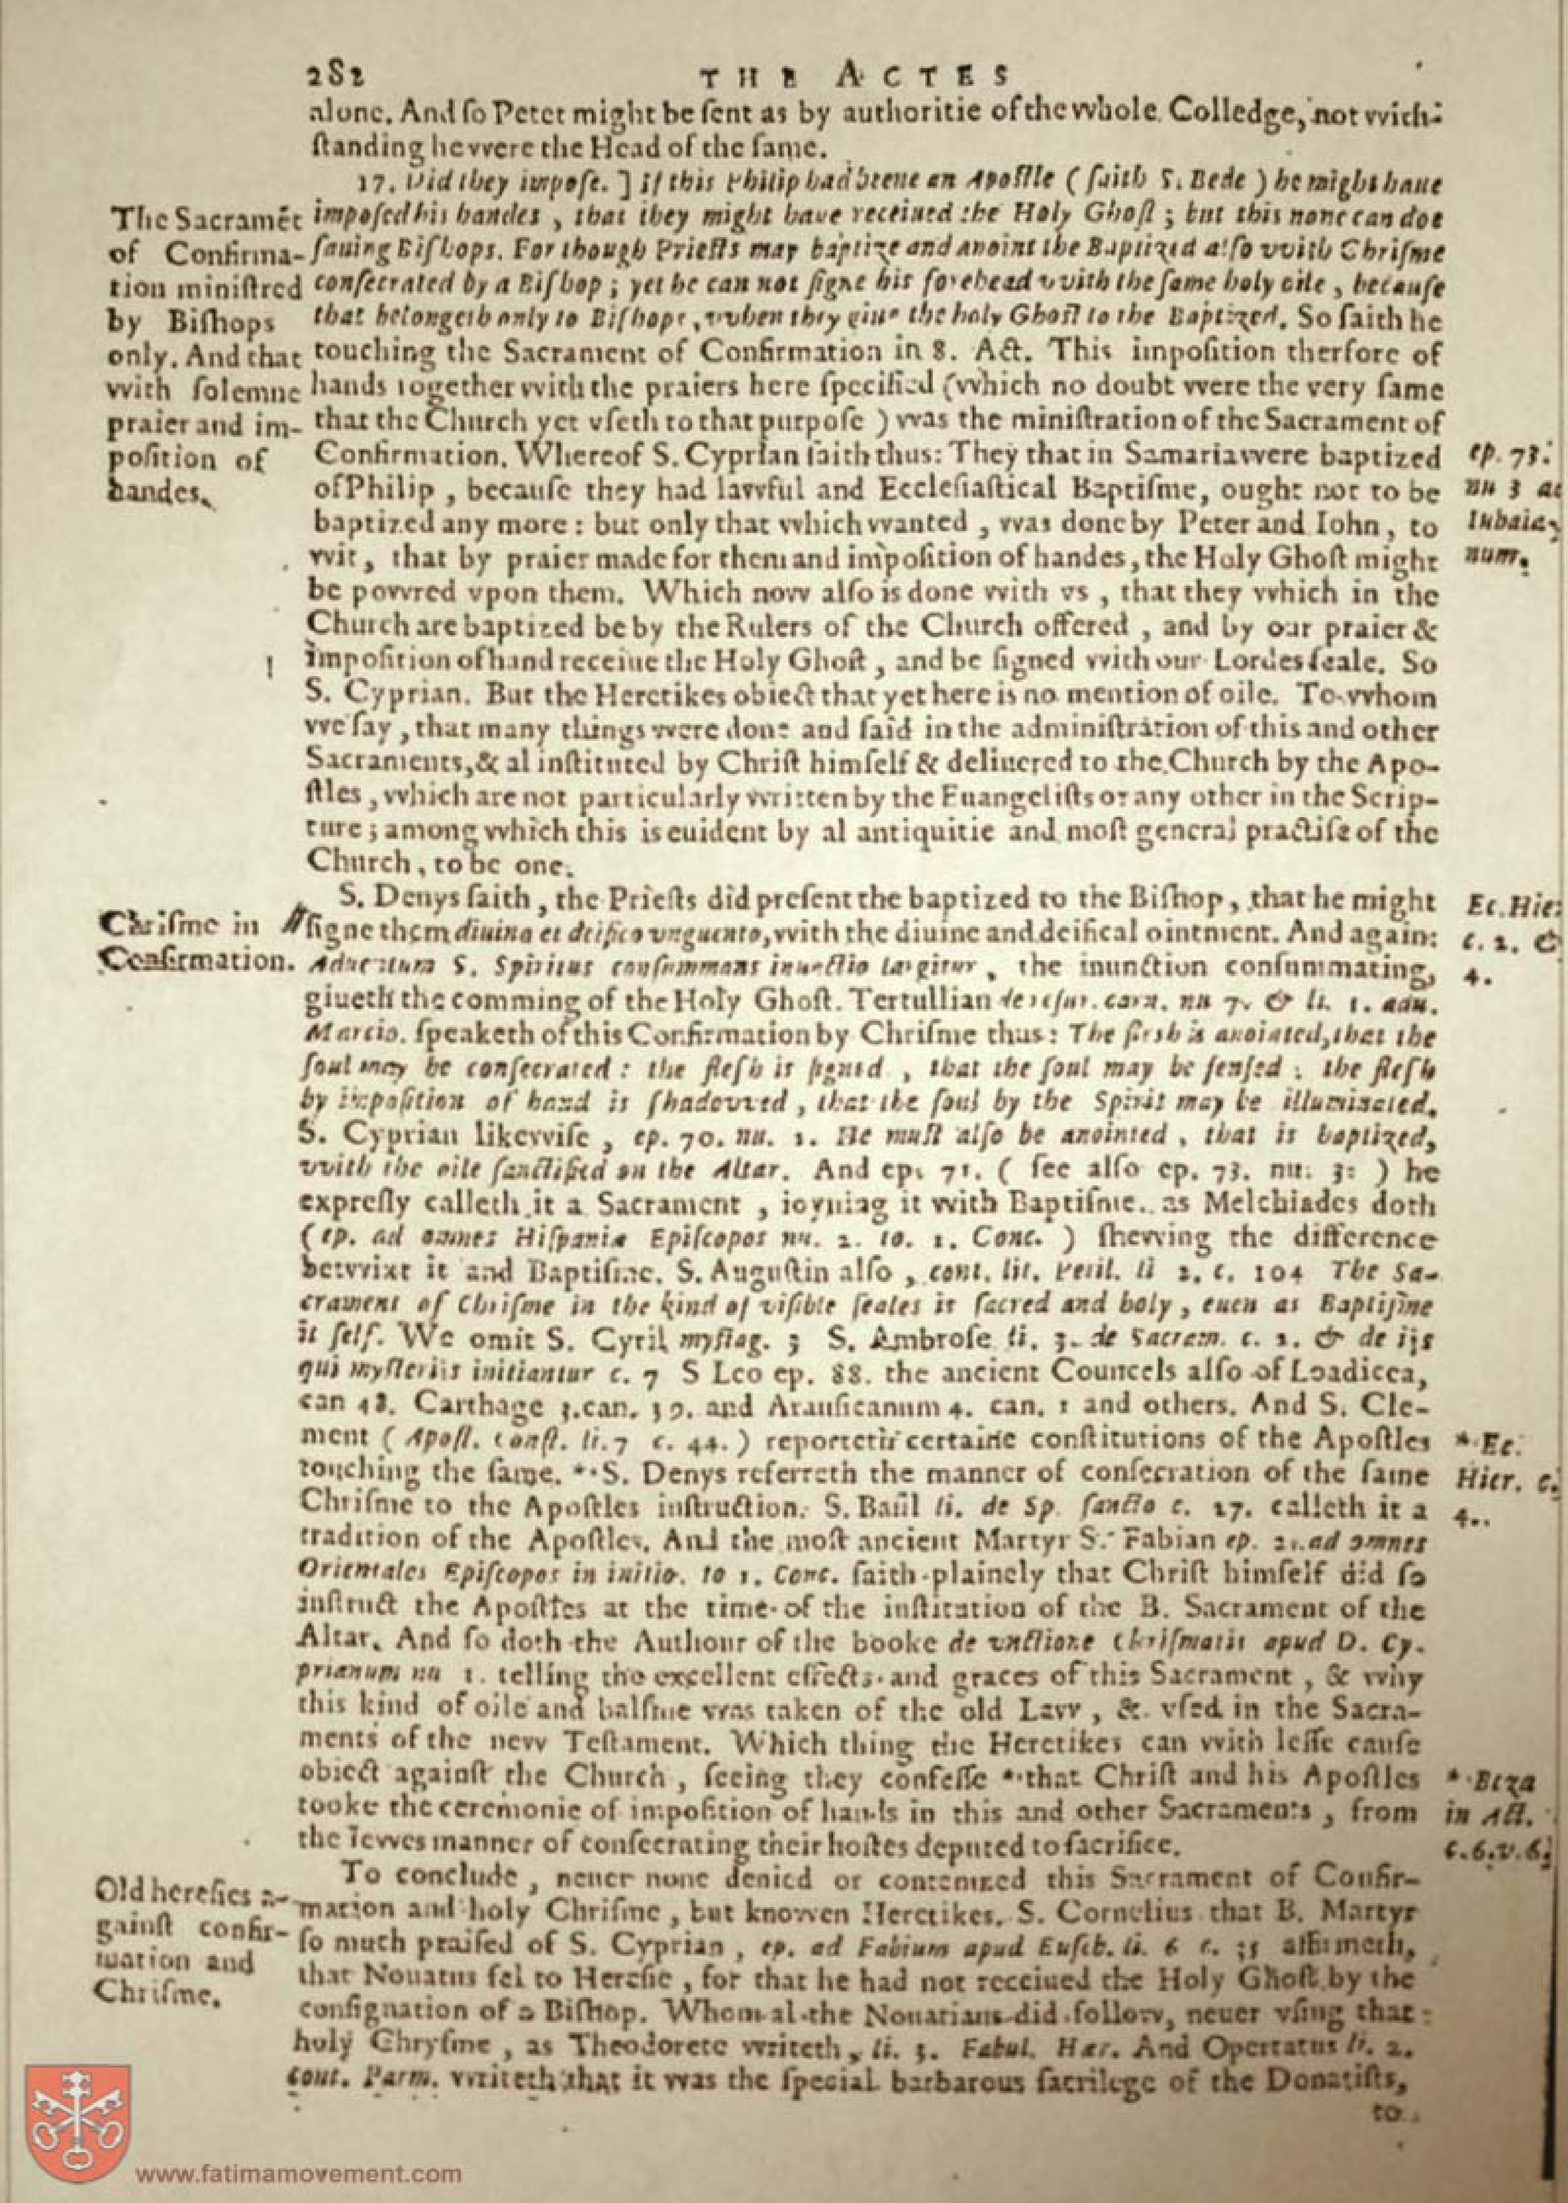 282 THE ACTES
alone. And ſo Peter might be ſent as by authoritie of the whole Colledge, not with-
ſtanding he were the Head of the ſame.
17. Did they impoſe. ] If this Philip had beene an Apoſtle ( ſaith S. Bede ) he might haue
impoſed his handes , that they might haue receiued the Holy Ghoſt ; but this none can doe
ſauing Biſhops. For though Prieſts may baptize and anoint the Baptized alſo with Chriſme
conſecrated by a Biſhop ; yet he can not ſigne his forehead with the ſame holy oile , becauſe
that belongeth only to Biſhops , when they giue the holy Ghoſt to the Baptized. So ſaith he
touching the Sacrament of Confirmation in 8. Act. This impoſition therfore of
hands together with the praiers here ſpecified (which no doubt were the very ſame
that the Church yet vſeth to that purpoſe ) was the miniſtration of the Sacrament of
Confirmation. Whereof S. Cyprian ſaith thus: They that in Samaria were baptized
of Philip , becauſe they had lawful and Eccleſiaſtical Baptiſme, ought not to be
baptized any more : but only that which wanted , was done by Peter and Iohn , to
wit , that by praier made for them and impoſition of handes, the Holy Ghoſt might
be powred vpon them. Which now alſo is done with vs , that they which in the
Church are baptized be by the Rulers of the Church offered , and by our praier &
impoſition of hand receiue the Holy Ghoſt , and be ſigned with our Lordes ſeale. So
S. Cyprian. But the Heretikes obiect that yet here is no mention of oile. To whom
we ſay , that many things were done and ſaid in the adminiſtration of this and other
Sacraments, & al inſtituted by Chriſt himſelf & deliuered to the Church by the Apo-
ſtles , which are not particularly written by the Euangeliſts or any other in the Scrip-
ture ; among which this is euident by al antiquitie and moſt general practiſe of the
Church , to be one.
S. Denys ſaith , the Prieſts did preſent the baptized to the Biſhop , that he might
ſigne them diuino et deifico vnguento, with the diuine and deifical ointment. And again:
Aduentum S. Spiritus conſummans inunctio largitur , the inunction conſummating,
giueth the comming of the Holy Ghoſt. Tertullian de reſur. carn. nu 7. & li. 1. adu.
Marcio. ſpeaketh of this Confirmation by Chriſme thus : The fleſh is anointed, that the
ſoul may be conſecrated : the fleſh is ſigned , that the ſoul may be fenſed : the fleſh
by impoſition of hand is ſhadowed , that the ſoul by the Spirit may be illuminated.
S. Cyprian likewiſe , ep. 70. nu. 2. He muſt alſo be anointed , that is baptized,
with the oile ſanctified on the Altar. And ep. 72. ( ſee alſo ep. 73. nu. 3: ) he
expreſly calleth it a Sacrament , ioyning it with Baptiſme. as Melchiades doth
( ep. ad omnes Hiſpaniæ Epiſcopos nu. 2. to. 1. Conc. ) ſhewing the difference
betwixt it and Baptiſme. S. Auguſtin alſo , cont. lit. Petil. li 2. c. 104 The Sa-
crament of Chriſme in the kind of viſible ſeales is ſacred and holy , euen as Baptiſme
it ſelf. We omit S. Cyril myſtag. 3 S. Ambroſe li. 3. de Sacram. c. 2. & de ijs
qui myſteriis initiantur c. 7 S Leo ep. 88. the ancient Councels alſo of Loadicea,
can 48. Carthage 3. can. 39. and Arauſicanum 4. can. 1 and others. And S. Cle-
ment ( Apoſt. conſt. li. 7 c. 44. ) reporteth certaine conſtitutions of the Apoſtles
touching the ſame. * S. Denys referreth the manner of conſecration of the ſame
Chriſme to the Apoſtles inſtruction. S. Baſil li. de Sp. ſancto c. 27. calleth it a
tradition of the Apoſtles. And the moſt ancient Martyr S. Fabian ep. 2. ad omnes
Orientales Epiſcopos in initio. to 1. Conc. ſaith plainely that Chriſt himſelf did ſo
inſtruct the Apoſtles at the time of the inſtitution of the B. Sacrament of the
Altar. And ſo doth the Authour of the booke de vnctione Chriſmatis apud D. Cy-
prianum nu 1. telling the excellent effects and graces of this Sacrament , & why
this kind of oile and balſme was taken of the old Law , & vſed in the Sacra-
ments of the new Teſtament. Which thing the Heretikes can with leſſe cauſe
obiect againſt the Church , ſeeing they confeſſe * that Chriſt and his Apoſtles
tooke the ceremonie of impoſition of hands in this and other Sacraments , from
the Iewes manner of conſecrating their hoſtes deputed to ſacrifice.
To conclude , neuer none denied or contemned this Sacrament of Confir-
mation and holy Chriſme , but knowen Heretikes. S. Cornelius that B. Martyr
ſo much praiſed of S. Cyprian , ep. ad Fabium apud Euſeb. li. 6 c. 35 affirmeth,
that Nouatus fel to Hereſie , for that he had not receiued the Holy Ghoſt by the
conſignation of a Biſhop. Whom al the Nouatians did follow, neuer vſing that
holy Chryſme , as Theodorete writeth , li. 3. Fabul. Hær. And Opertatus li. 2.
cont. Parm. writeth that it was the ſpecial barbarous ſacrilege of the Donatiſts,
to
The Sacramēt
of Confirma-
tion miniſtred
by Biſhops
only. And that
with ſolemne
praier and im-
poſition of
handes.
Chriſme in
Confirmation.
Old hereſies a-
gainſt confir-
mation and
Chriſme.
ep. 73.
nu 3 ad
Iubaia-
num.
Ec. Hier.
c. 2. &
4.
* Ec.
Hier. c.
4.
* Beza
in Act.
c. 6. v. 6.
www.fatimamovement.com